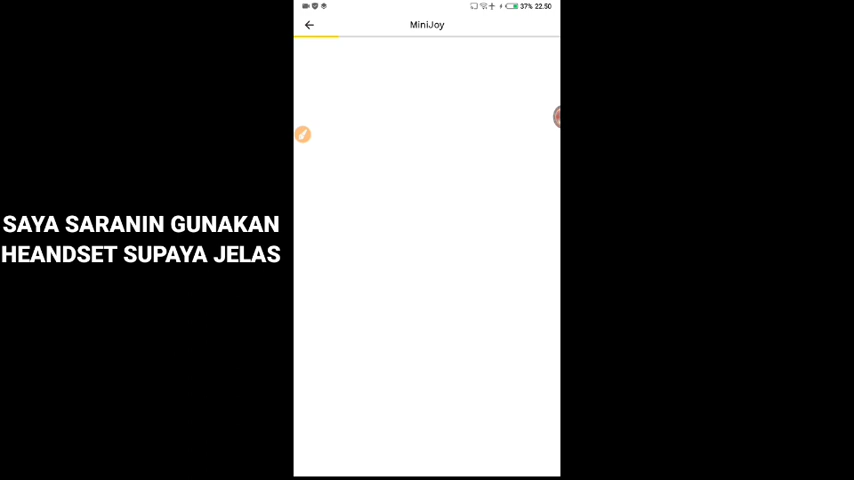 37% 22.50
MiniJoy
SAYA SARANIN GUNAKAN
HEANDSET SUPAYA JELAS